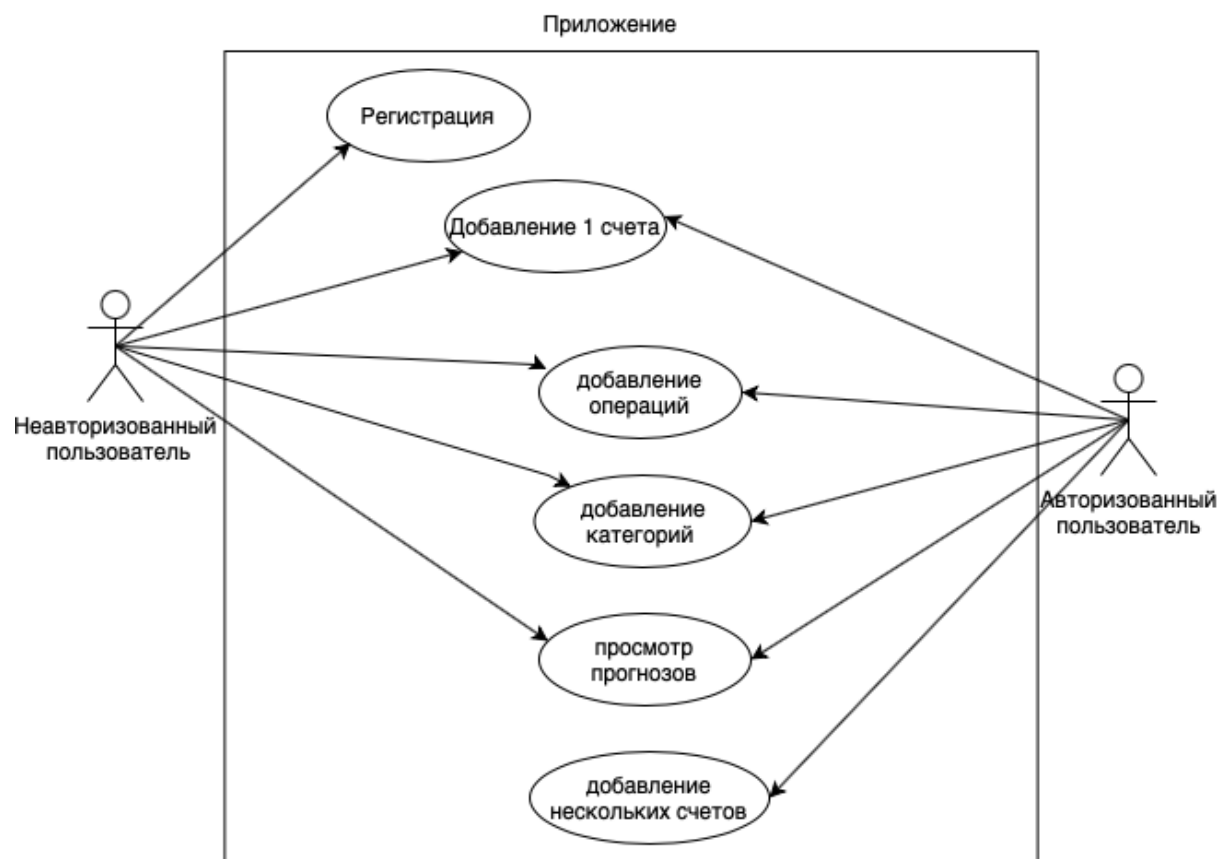 Приложение
Регистрация
Добавление 1 счета
добавление
операций
Неавторизованный
пользователь
добавление
категорий
Авторизованный
пользователь
просмотр
прогнозов
добавление
нескольких счетов